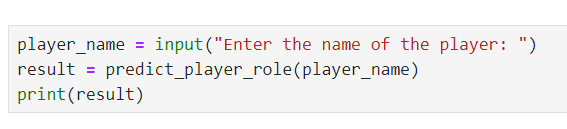 player_name = input("Enter the name of the player: ")
result = predict_player_role(player_name)
print(result)